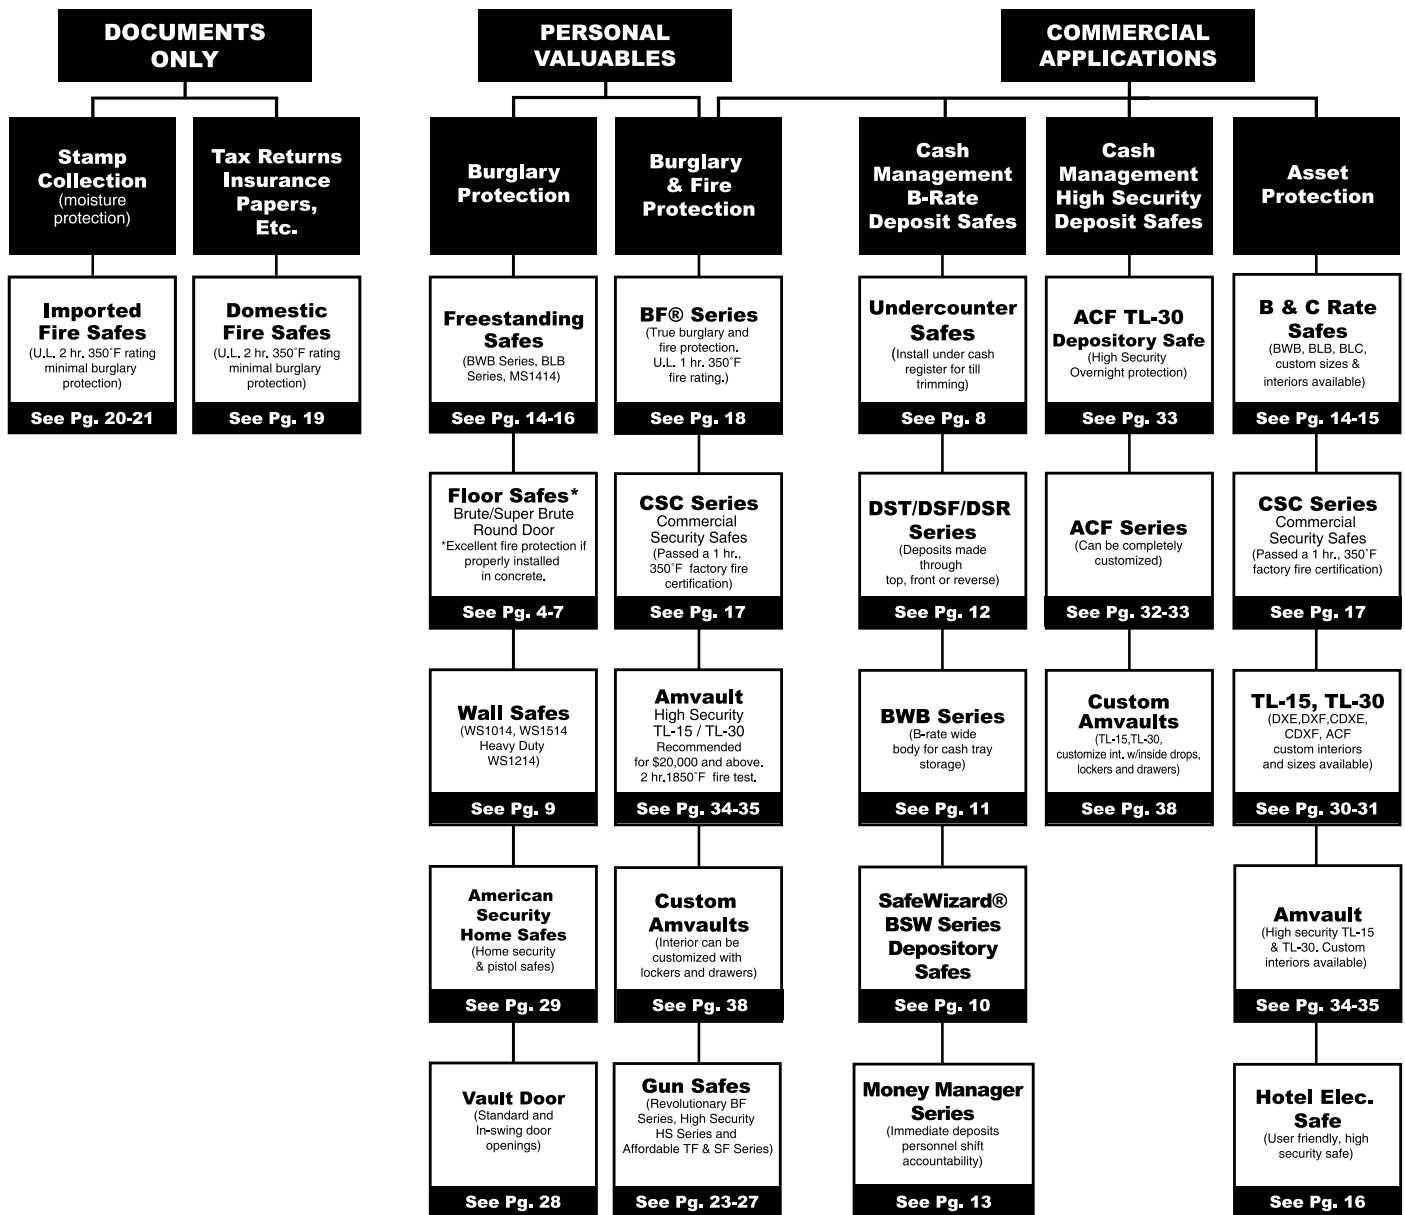 DOCUMENTS
ONLY
PERSONAL
VALUABLES
COMMERCIAL
APPLICATIONS
Stamp
Collection
(moisture
protection)
Tax Returns
Insurance
Papers,
Etc.
Burglary
Protection
Burglary
& Fire
Protection
Cash
Management
B-Rate
Deposit Safes
Cash
Management
High Security
Deposit Safes
Asset
Protection
Imported
Fire Safes
(U.L. 2 hr. 350˚F rating
minimal burglary
protection)
See Pg. 20-21
Domestic
Fire Safes
(U.L. 2 hr. 350˚F rating
minimal burglary
protection)
See Pg. 19
Freestanding
Safes
(BWB Series, BLB
Series, MS1414)
See Pg. 14-16
BF® Series
(True burglary and
fire protection.
U.L. 1 hr. 350˚F
fire rating.)
See Pg. 18
Undercounter
Safes
(Install under cash
register for till
trimming)
See Pg. 8
ACF TL-30
Depository Safe
(High Security
Overnight protection)
See Pg. 33
B & C Rate
Safes
(BWB, BLB, BLC,
custom sizes &
interiors available)
See Pg. 14-15
Floor Safes*
Brute/Super Brute
Round Door
*Excellent fire protection if
properly installed
in concrete.
See Pg. 4-7
CSC Series
Commercial
Security Safes
(Passed a 1 hr.,
350˚F factory fire
certification)
See Pg. 17
DST/DSF/DSR
Series
(Deposits made
through
top, front or reverse)
See Pg. 12
ACF Series
(Can be completely
customized)
See Pg. 32-33
CSC Series
Commercial
Security Safes
(Passed a 1 hr., 350˚F
factory fire certification)
See Pg. 17
Wall Safes
(WS1014, WS1514
Heavy Duty
WS1214)
See Pg. 9
Amvault
High Security
TL-15 / TL-30
Recommended
for $20,000 and above.
2 hr.1850˚F fire test.
See Pg. 34-35
BWB Series
(B-rate wide
body for cash tray
storage)
See Pg. 11
Custom
Amvaults
(TL-15,TL-30,
customize int. w/inside drops,
lockers and drawers)
See Pg. 38
TL-15, TL-30
(DXE,DXF,CDXE,
CDXF, ACF
custom interiors
and sizes available)
See Pg. 30-31
American
Security
Home Safes
(Home security
& pistol safes)
See Pg. 29
Custom
Amvaults
(Interior can be
customized with
lockers and drawers)
See Pg. 38
SafeWizard®
BSW Series
Depository
Safes
See Pg. 10
Amvault
(High security TL-15
& TL-30. Custom
interiors available)
See Pg. 34-35
Vault Door
(Standard and
In-swing door
openings)
See Pg. 28
Gun Safes
(Revolutionary BF
Series, High Security
HS Series and
Affordable TF & SF Series)
See Pg. 23-27
Money Manager
Series
(Immediate deposits
personnel shift
accountability)
See Pg. 13
Hotel Elec.
Safe
(User friendly, high
security safe)
See Pg. 16